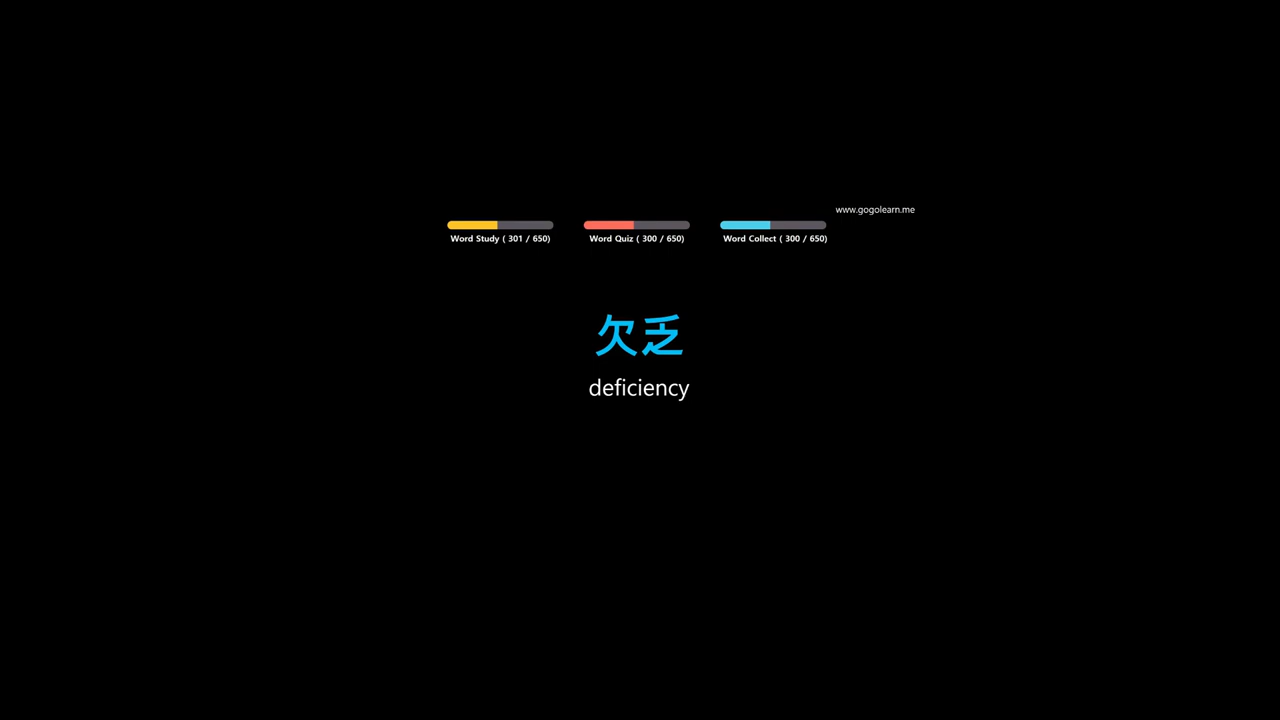 www.gogolearn.me
Word Study ( 301 / 650)
Word Quiz ( 300 / 650)
Word Collect ( 300 / 650)
欠乏
deficiency